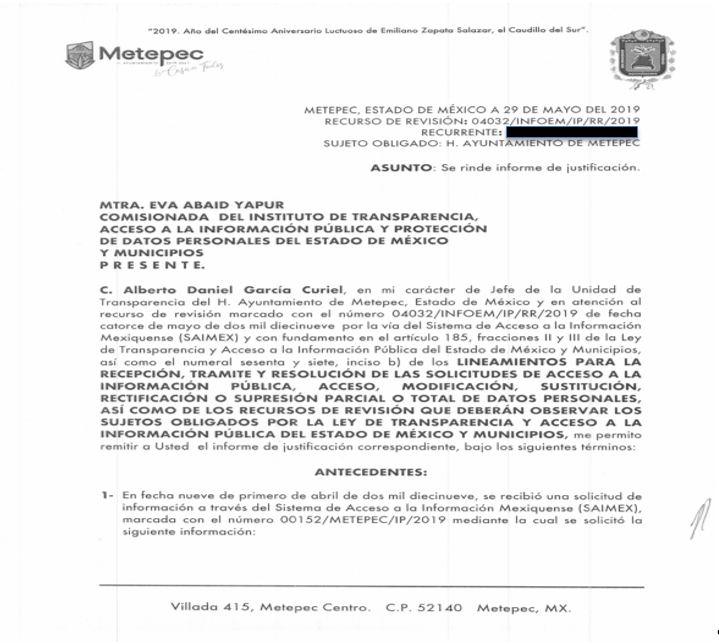 "2019. Año del Centésimo Aniversario Luctuoso de Emiliano Zapata Salazar, el Caudillo del Sur".
Metepec
METEPEC, ESTADO DE MÉXICO A 29 DE MAYO DEL 2019
RECURSO DE REVISIÓN: 04032/INFOEM/IP/RR/2019
RECURRENTE:
SUJETO OBLIGADO: H. AYUNTAMIENTO DE METEPEC
ASUNTO: Se rinde informe de justificación.
MTRA. EVA ABAID YAPUR
COMISIONADA DEL INSTITUTO DE TRANSPARENCIA,
ACCESO A LA INFORMACIÓN PÚBLICA Y PROTECCIÓN
DE DATOS PERSONALES DEL ESTADO DE MÉXICO
Y MUNICIPIOS
P R E S E N T E.
C. Alberto Daniel García Curiel, en mi carácter de Jefe de la Unidad de
Transparencia del H. Ayuntamiento de Metepec, Estado de México y en atención al
recurso de revisión marcado con el número 04032/INFOEM/IP/RR/2019 de fecha
catorce de mayo de dos mil diecinueve por la vía del Sistema de Acceso a la Información
Mexiquense (SAIMEX) y con fundamento en el artículo 185, fracciones II y III de la Ley
de Transparencia y Acceso a la Información Pública del Estado de México y Municipios,
así como el numeral sesenta y siete, inciso b) de los LINEAMIENTOS PARA LA
RECEPCIÓN, TRAMITE Y RESOLUCIÓN DE LAS SOLICITUDES DE ACCESO A LA
INFORMACIÓN PÚBLICA, ACCESO, MODIFICACIÓN, SUSTITUCIÓN,
RECTIFICACIÓN O SUPRESIÓN PARCIAL O TOTAL DE DATOS PERSONALES,
ASÍ COMO DE LOS RECURSOS DE REVISIÓN QUE DEBERÁN OBSERVAR LOS
SUJETOS OBLIGADOS POR LA LEY DE TRANSPARENCIA Y ACCESO A LA
INFORMACIÓN PÚBLICA DEL ESTADO DE MÉXICO Y MUNICIPIOS, me permito
remitir a Usted el informe de justificación correspondiente, bajo los siguientes términos:
ANTECEDENTES:
1- En fecha nueve de primero de abril de dos mil diecinueve, se recibió una solicitud de
información a través del Sistema de Acceso a la Información Mexiquense (SAIMEX),
marcada con el número 00152/METEPEC/IP/2019 mediante la cual se solicitó la
siguiente información:
Villada 415, Metepec Centro. C.P. 52140 Metepec, MX.